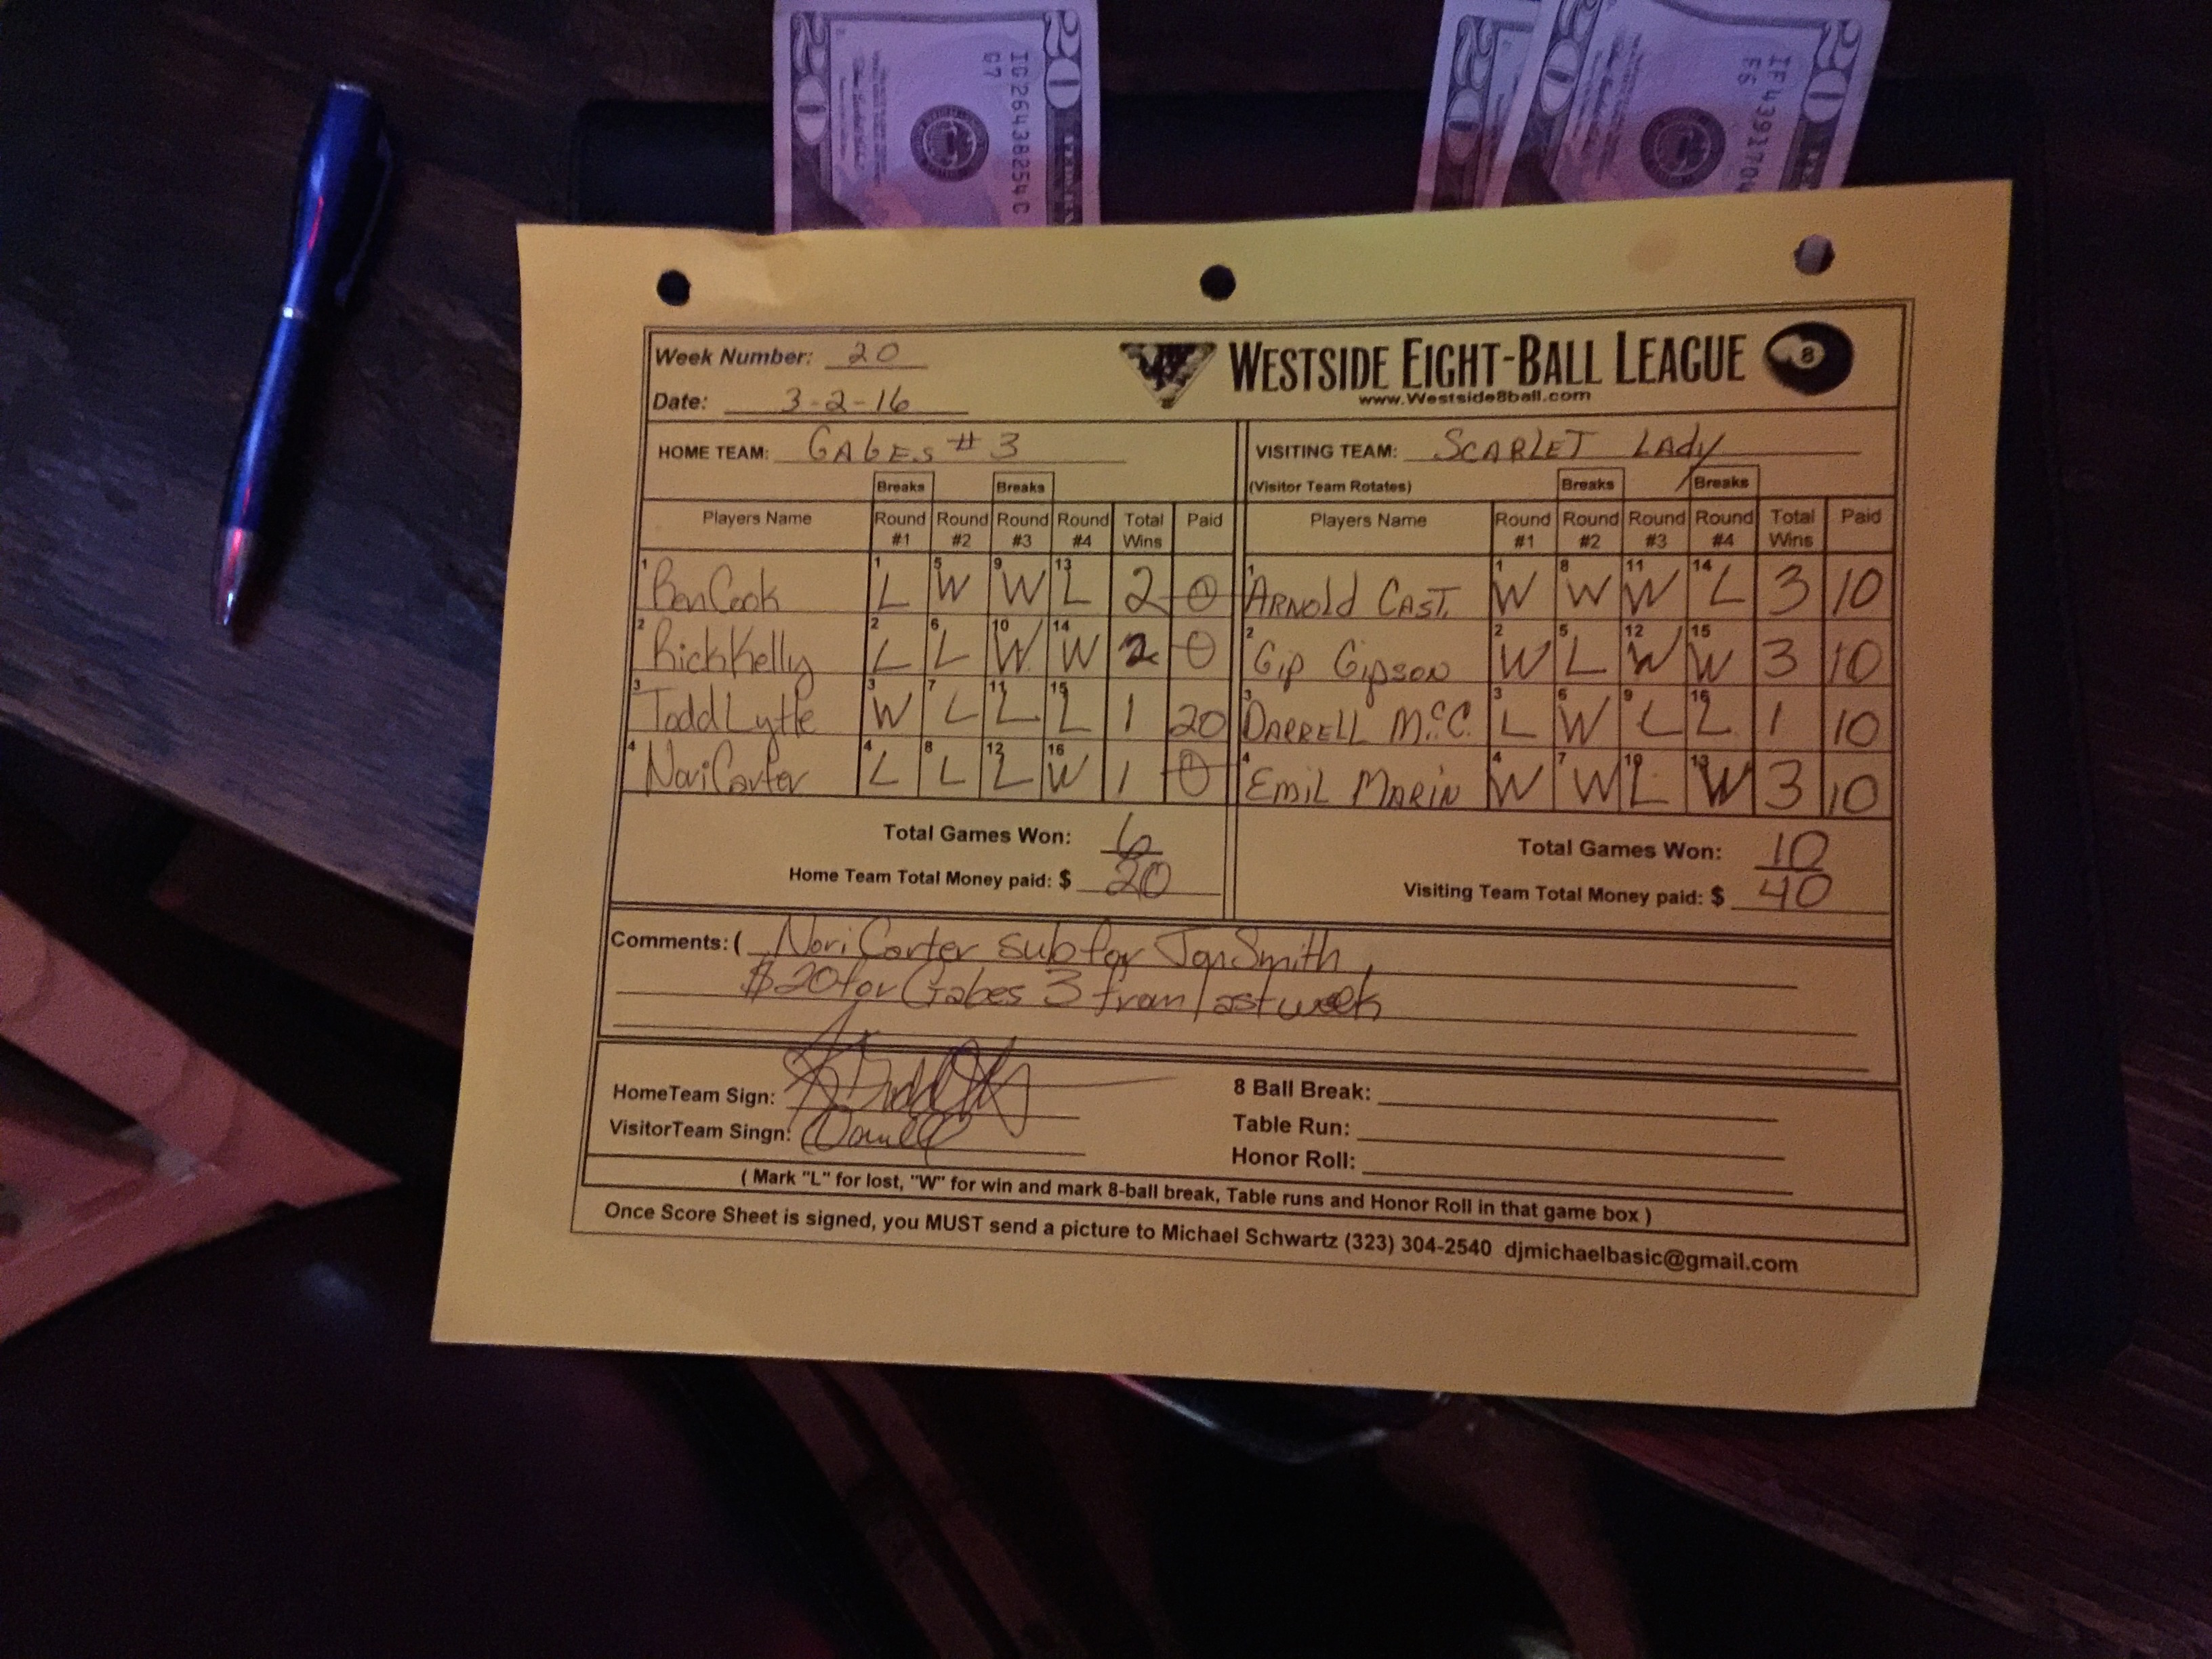 20 20 IG26438254C G7 20 20 IF4391704 E6 20
Week Number: 20
WESTSIDE EIGHT-BALL LEAGUE 8
Date: 3-2-16
www.Westside8ball.com
HOME TEAM: GABES #3 VISITING TEAM: SCARLET LADY
Breaks Breaks (Visitor Team Rotates) Breaks Breaks
Players Name Round #1 Round #2 Round #3 Round #4 Total Wins Paid Players Name Round #1 Round #2 Round #3 Round #4 Total Wins Paid
1 Ben Cook 1 L 5 W 9 W 13 L 2 0 1 ARNOLD CAST. 1 W 8 W 11 W 14 L 3 10
2 Rick Kelly 2 L 6 L 10 W 14 W 2 0 2 Gip Gipson 2 W 5 L 12 W 15 W 3 10
3 Todd Lytle 3 W 7 L 11 L 15 L 1 20 3 DARRELL McC. 3 L 6 W 9 L 16 L 1 10
4 Nori Carter 4 L 8 L 12 L 16 W 1 0 4 EMIL MARIN 4 W 7 W 10 L 13 W 3 10
Total Games Won: 6 Total Games Won: 10
Home Team Total Money paid: $ 20 Visiting Team Total Money paid: $ 40
Comments: ( Nori Carter sub for Jon Smith,
$20 for Gabes 3 from last week
HomeTeam Sign: 8 Ball Break:
VisitorTeam Singn: Table Run:
Honor Roll:
( Mark "L" for lost, "W" for win and mark 8-ball break, Table runs and Honor Roll in that game box )
Once Score Sheet is signed, you MUST send a picture to Michael Schwartz (323) 304-2540 djmichaelbasic@gmail.com